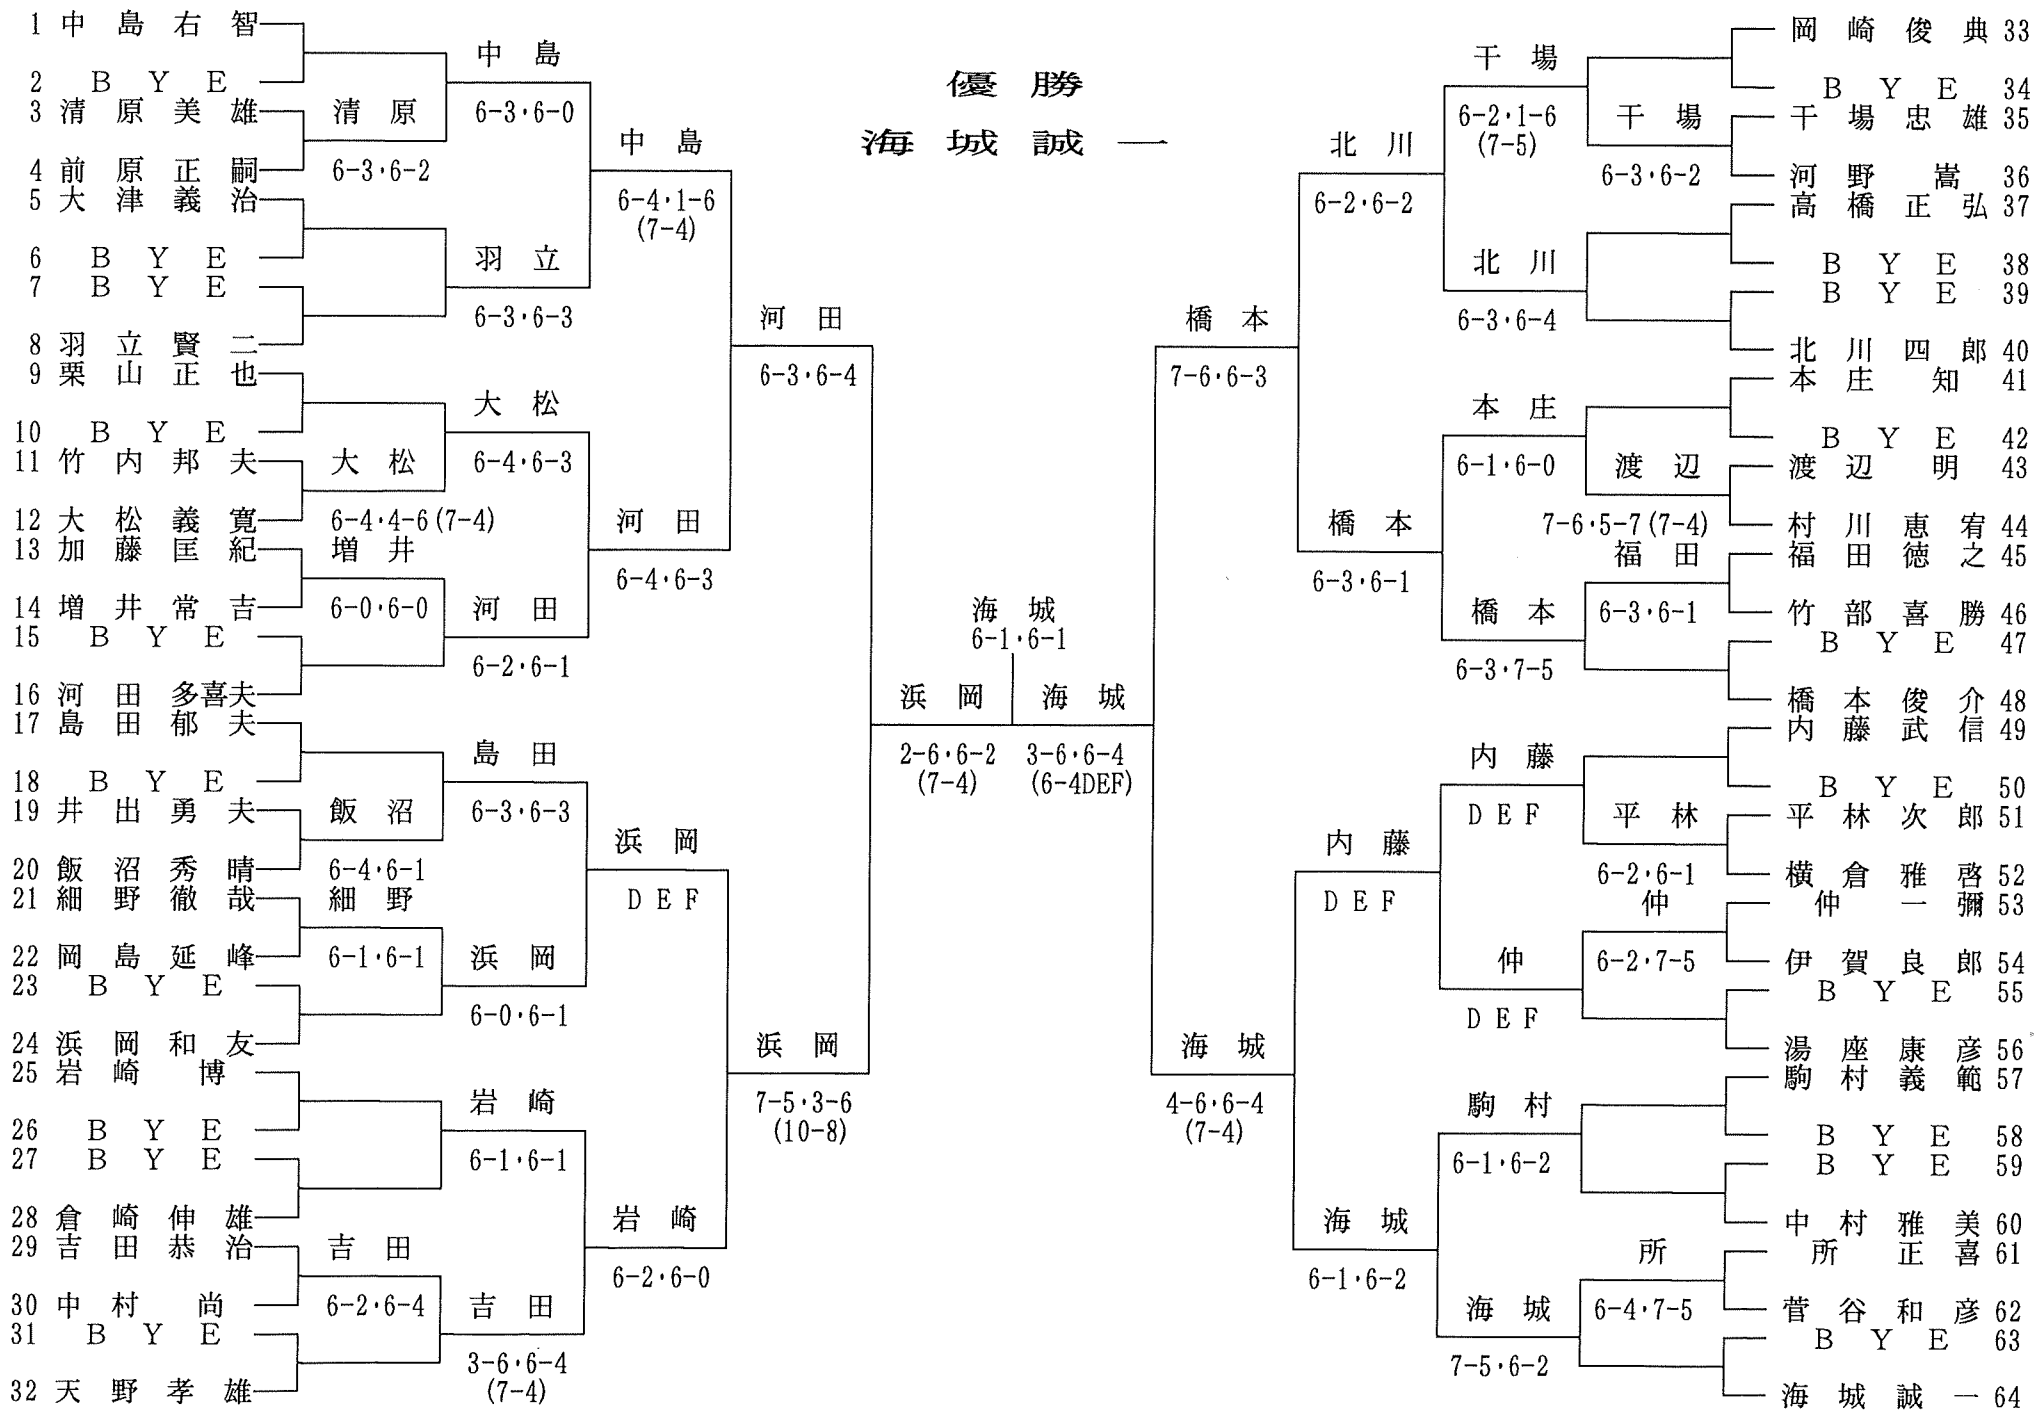 優勝
海城誠一
1 中島右智
2 BYE
3 清原美雄
4 前原正嗣
5 大津義治
6 BYE
7 BYE
8 羽立賢二
9 栗山正也
10 BYE
11 竹内邦夫
12 大松義寛
13 加藤匡紀
14 増井常吉
15 BYE
16 河田多喜夫
17 島田郁夫
18 BYE
19 井出勇夫
20 飯沼秀晴
21 細野徹哉
22 岡島延峰
23 BYE
24 浜岡和友
25 岩崎博
26 BYE
27 BYE
28 倉崎伸雄
29 吉田恭治
30 中村尚
31 BYE
32 天野孝雄
清原
6-3・6-2
大松
6-4・4-6(7-4)
増井
6-0・6-0
飯沼
6-4・6-1
細野
6-1・6-1
吉田
6-2・6-4
中島
6-3・6-0
羽立
6-3・6-3
大松
6-4・6-3
河田
6-2・6-1
島田
6-3・6-3
浜岡
6-0・6-1
岩崎
6-1・6-1
吉田
3-6・6-4
(7-4)
中島
6-4・1-6
(7-4)
河田
6-4・6-3
浜岡
DEF
岩崎
6-2・6-0
河田
6-3・6-4
浜岡
7-5・3-6
(10-8)
浜岡
2-6・6-2
(7-4)
海城
6-1・6-1
海城
3-6・6-4
(6-4DEF)
橋本
7-6・6-3
海城
4-6・6-4
(7-4)
北川
6-2・6-2
橋本
6-3・6-1
内藤
DEF
海城
6-1・6-2
干場
6-2・1-6
(7-5)
北川
6-3・6-4
本庄
6-1・6-0
橋本
6-3・7-5
内藤
DEF
仲
DEF
駒村
6-1・6-2
海城
7-5・6-2
干場
6-3・6-2
渡辺
7-6・5-7(7-4)
福田
6-3・6-1
平林
6-2・6-1
仲
6-2・7-5
所
6-4・7-5
岡崎俊典 33
BYE 34
干場忠雄 35
河野嵩 36
高橋正弘 37
BYE 38
BYE 39
北川四郎 40
本庄知 41
BYE 42
渡辺明 43
村川恵宥 44
福田徳之 45
竹部喜勝 46
BYE 47
橋本俊介 48
内藤武信 49
BYE 50
平林次郎 51
横倉雅啓 52
仲一彌 53
伊賀良郎 54
BYE 55
湯座康彦 56
駒村義範 57
BYE 58
BYE 59
中村雅美 60
所正喜 61
菅谷和彦 62
BYE 63
海城誠一 64